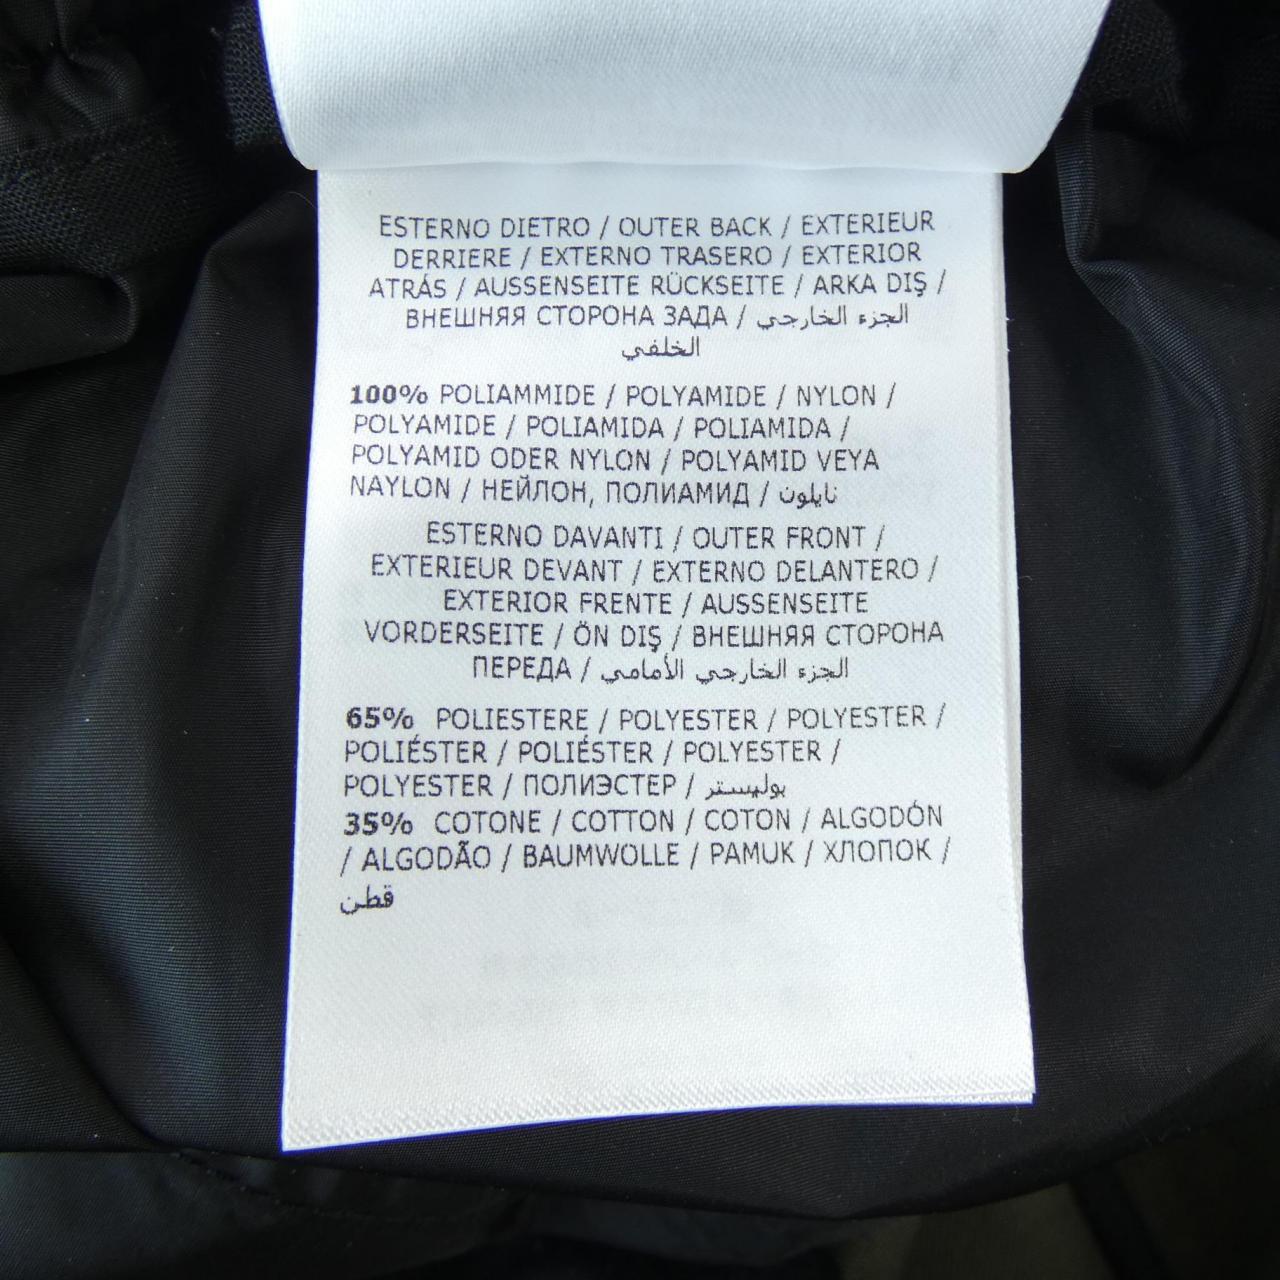 ESTERNO DIETRO / OUTER BACK / EXTERIEUR
DERRIERE / EXTERNO TRASERO / EXTERIOR
ATRÁS / AUSSENSEITE RÜCKSEITE / ARKA DIŞ /
ВНЕШНЯЯ СТОРОНА ЗАДА / الجزء الخارجي
الخلفي
100% POLIAMMIDE / POLYAMIDE / NYLON /
POLYAMIDE / POLIAMIDA / POLIAMIDA /
POLYAMID ODER NYLON / POLYAMID VEYA
NAYLON / НЕЙЛОН, ПОЛИАМИД / نايلون
ESTERNO DAVANTI / OUTER FRONT /
EXTERIEUR DEVANT / EXTERNO DELANTERO /
EXTERIOR FRENTE / AUSSENSEITE
VORDERSEITE / ÖN DIŞ / ВНЕШНЯЯ СТОРОНА
ПЕРЕДА / الجزء الخارجي الأمامي
65% POLIESTERE / POLYESTER / POLYESTER /
POLIÉSTER / POLIÉSTER / POLYESTER /
POLYESTER / ПОЛИЭСТЕР / بوليستر
35% COTONE / COTTON / COTON / ALGODÓN
/ ALGODÃO / BAUMWOLLE / PAMUK / ХЛОПОК /
قطن